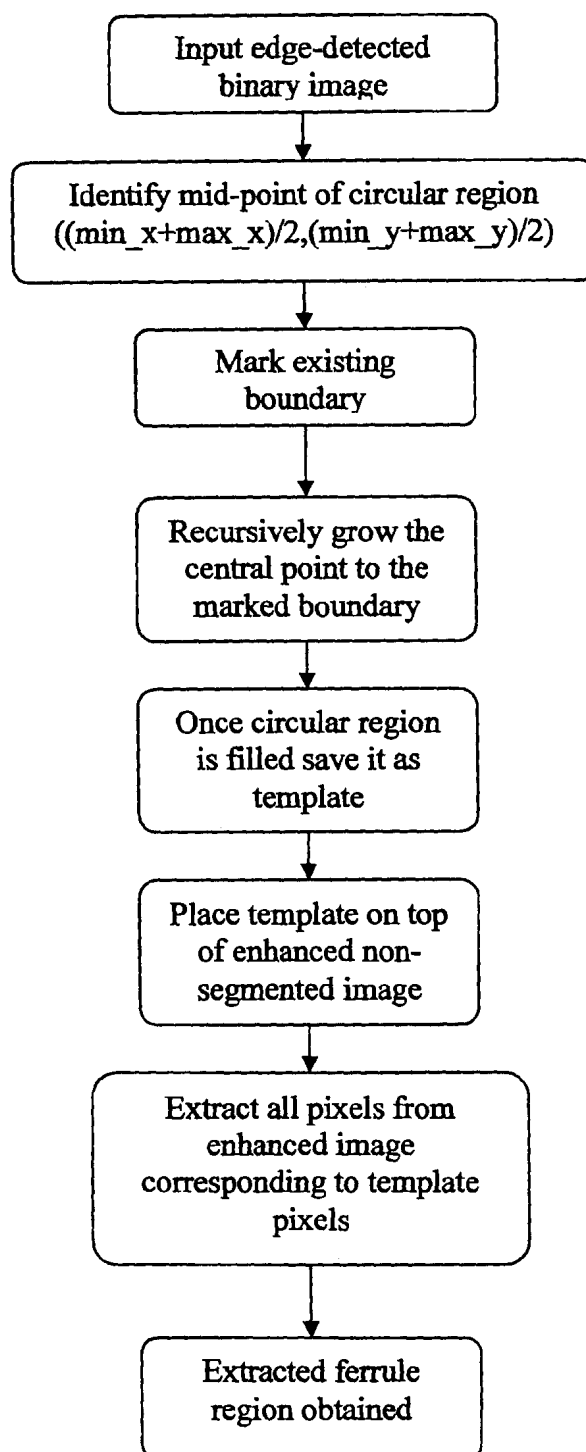 Input edge-detected
binary image
Identify mid-point of circular region
((min_x+max_x)/2,(min_y+max_y)/2)
Mark existing
boundary
Recursively grow the
central point to the
marked boundary
Once circular region
is filled save it as
template
Place template on top
of enhanced non-
segmented image
Extract all pixels from
enhanced image
corresponding to template
pixels
Extracted ferrule
region obtained